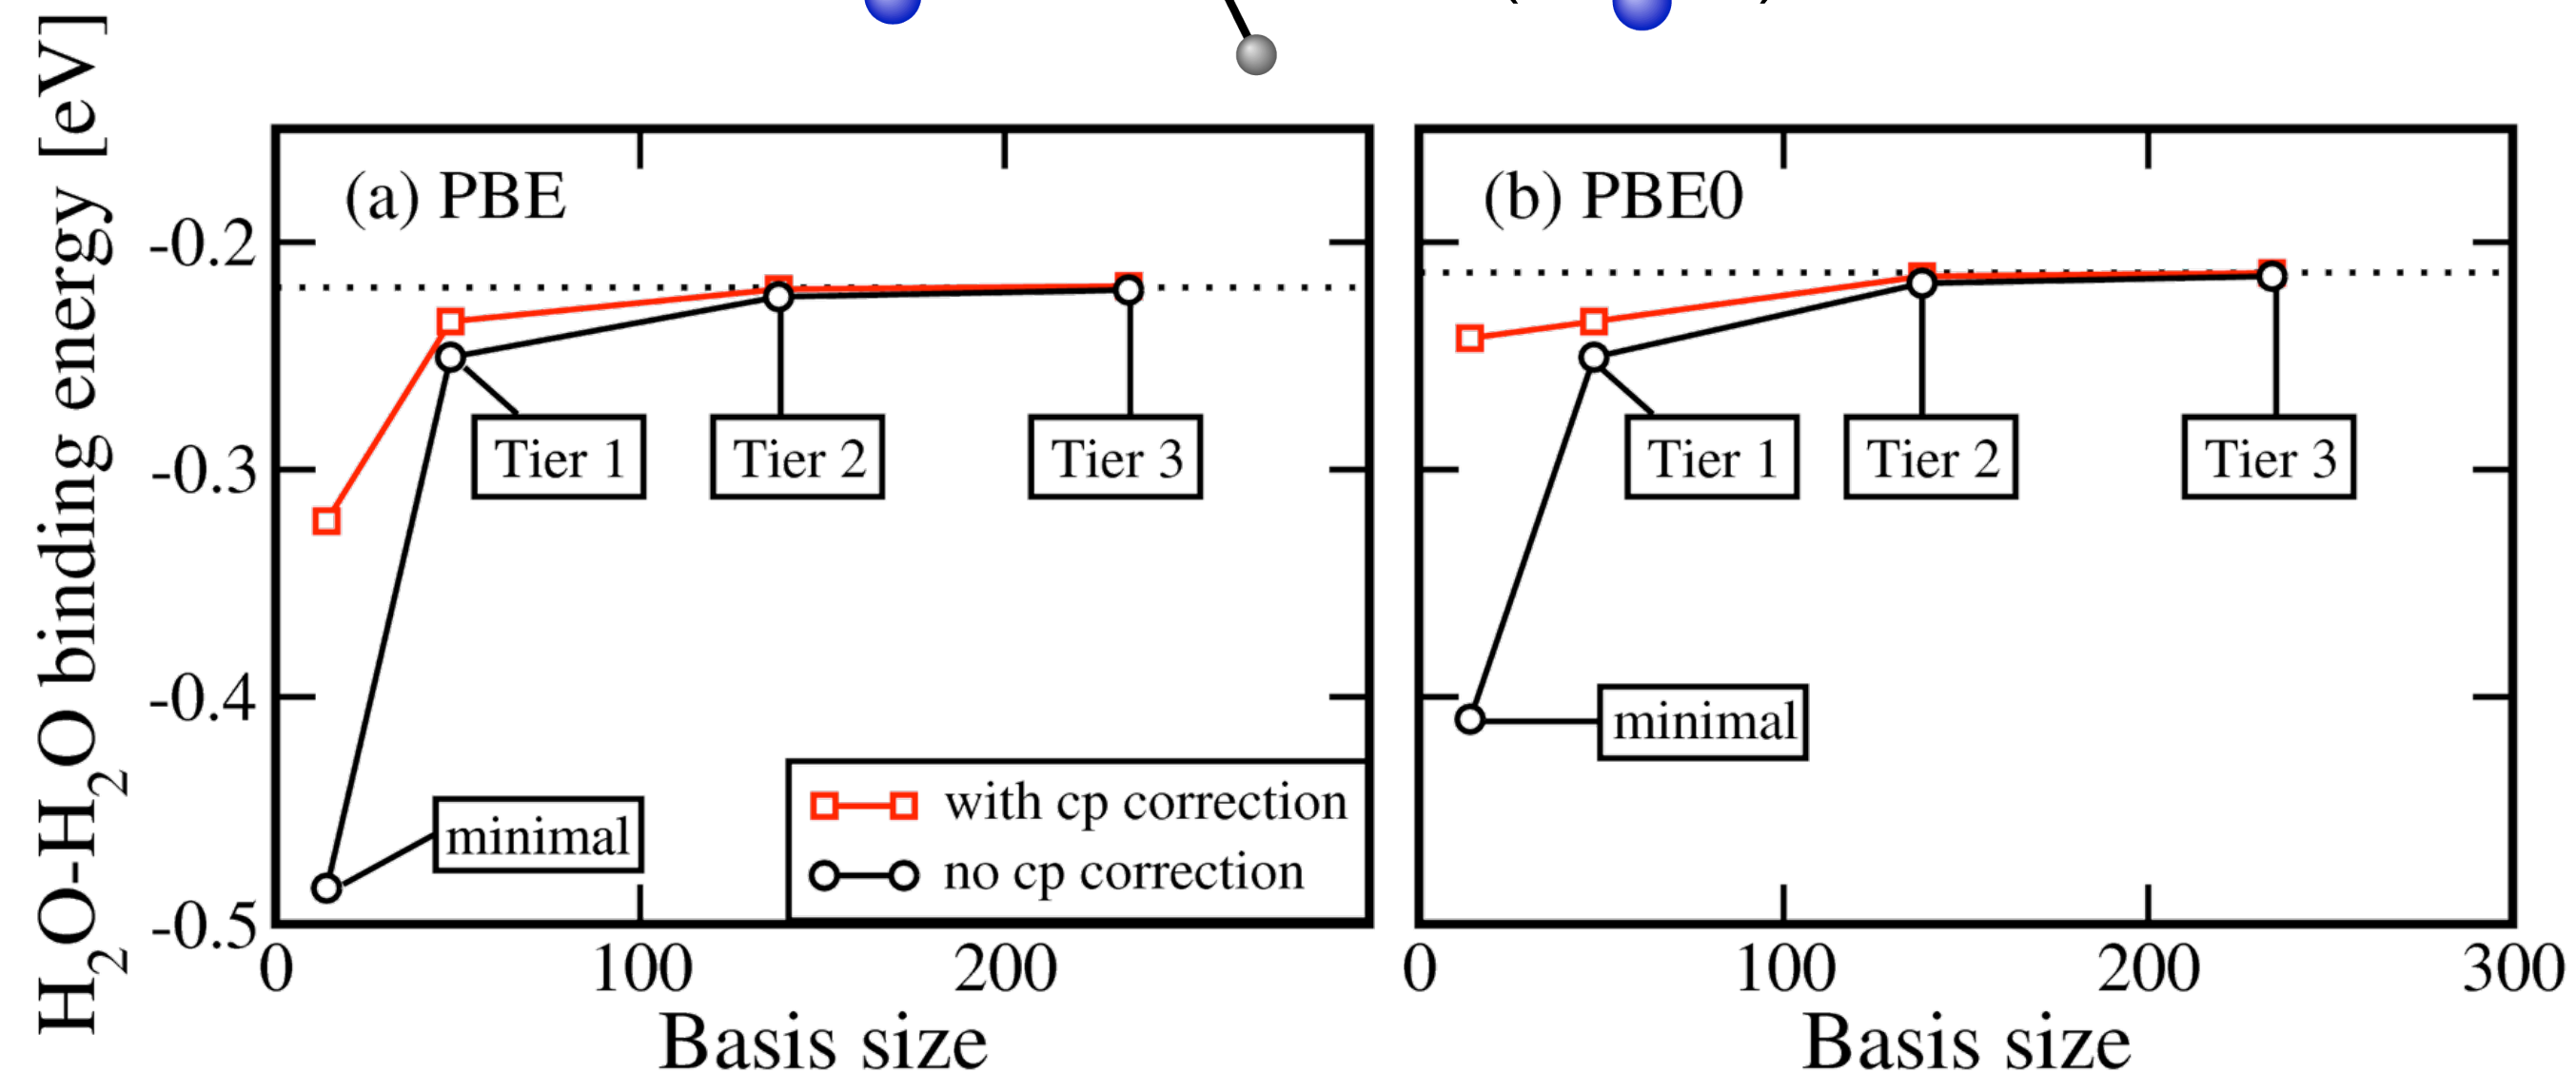 H2O-H2O binding energy [eV]
(a) PBE
(b) PBE0
-0.2
-0.3
-0.4
-0.5
Tier 1
Tier 2
Tier 3
minimal
with cp correction
no cp correction
Tier 1
Tier 2
Tier 3
minimal
0
100
200
0
100
200
300
Basis size
Basis size